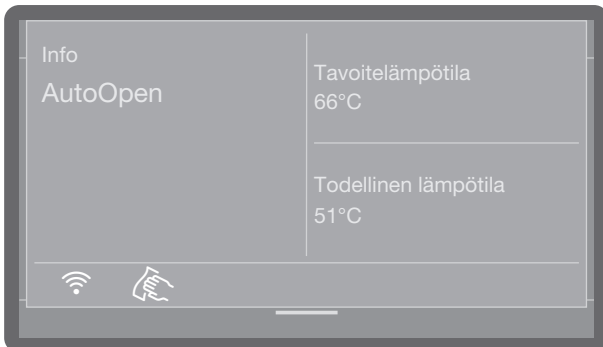 Info
AutoOpen
Tavoitelämpötila
66°C
Todellinen lämpötila
51°C